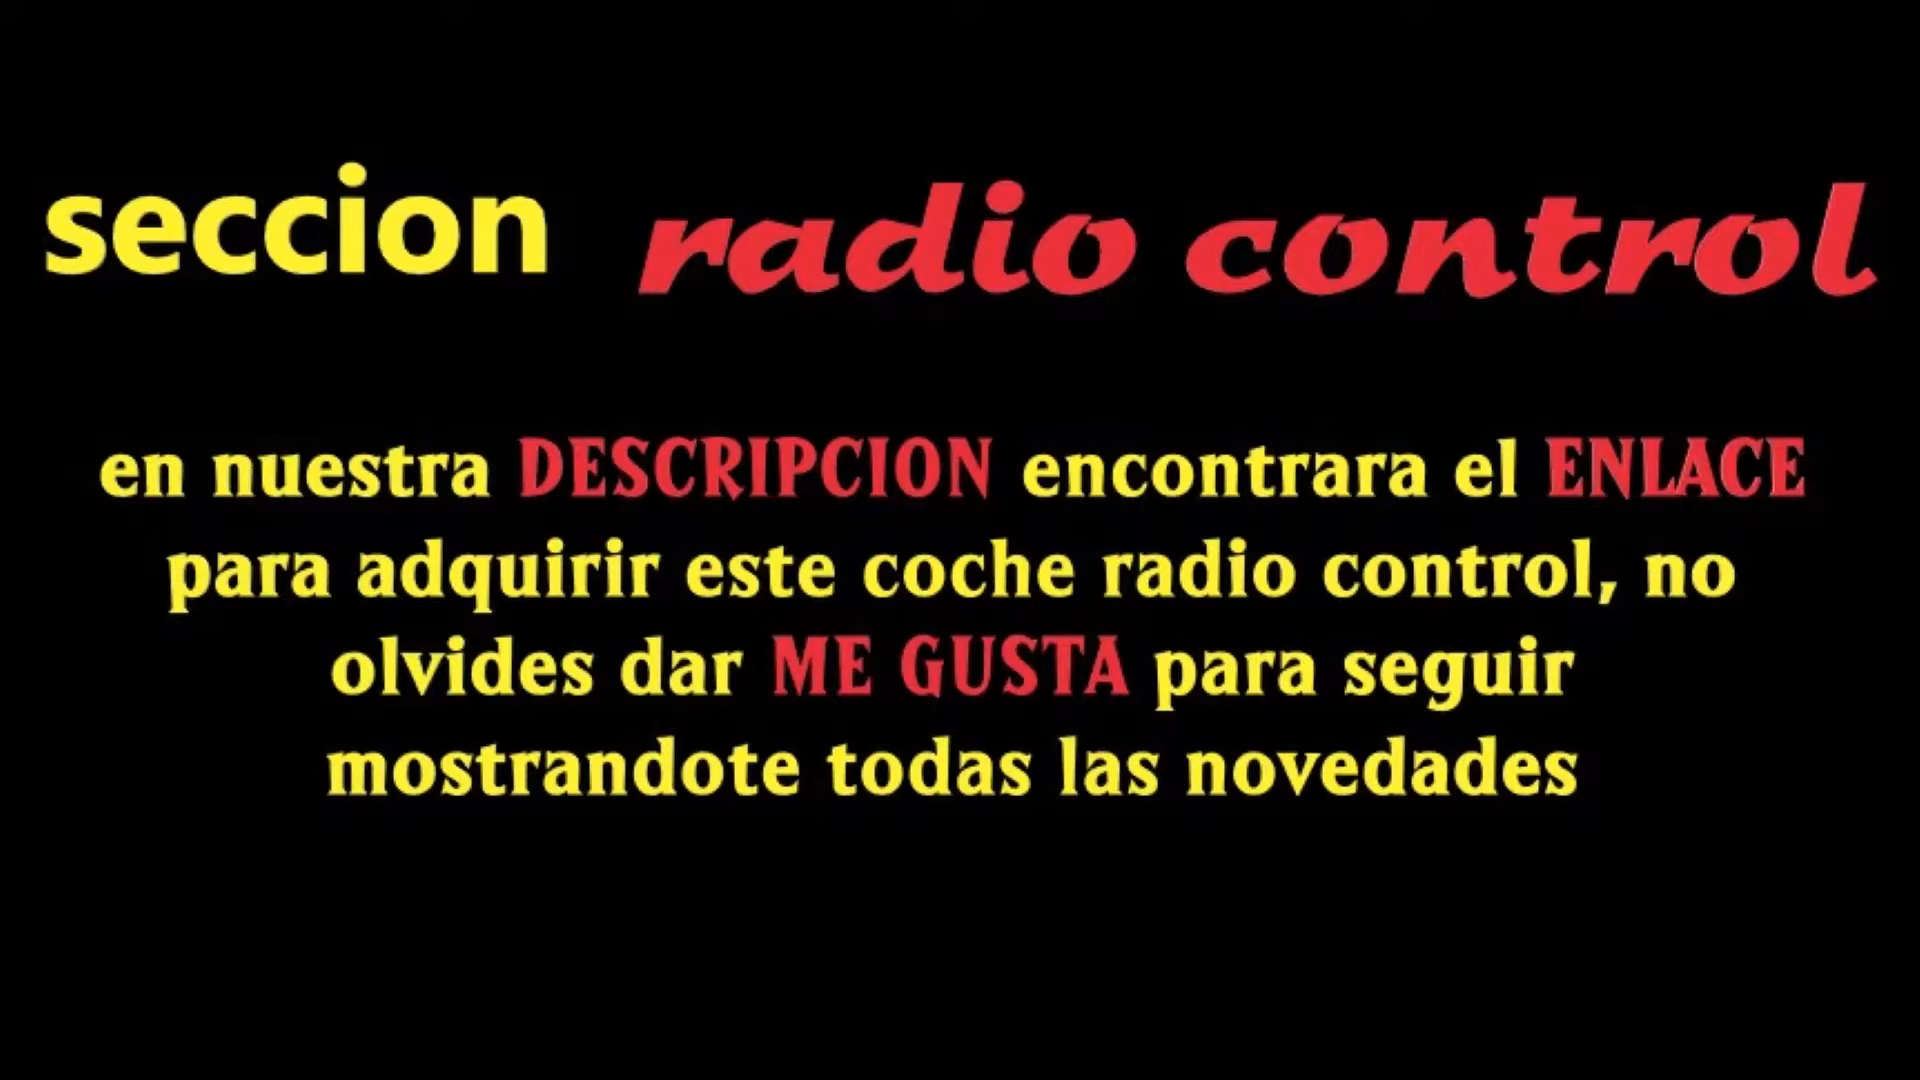 seccion radio control
en nuestra DESCRIPCION encontrara el ENLACE
para adquirir este coche radio control, no
olvides dar ME GUSTA para seguir
mostrandote todas las novedades